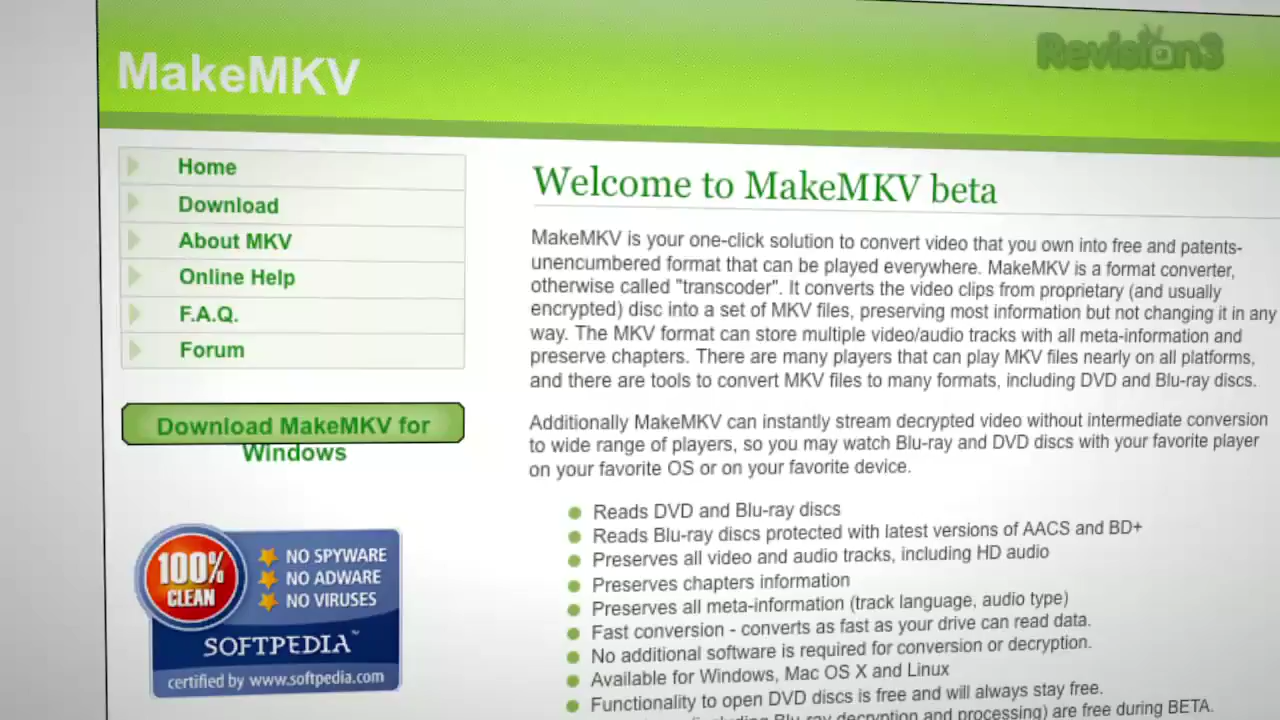 Revision3
MakeMKV
Home
Download
About MKV
Online Help
F.A.Q.
Forum
Download MakeMKV for
Windows
100%
CLEAN
NO SPYWARE
NO ADWARE
NO VIRUSES
SOFTPEDIA™
certified by www.softpedia.com
Welcome to MakeMKV beta
MakeMKV is your one-click solution to convert video that you own into free and patents-
unencumbered format that can be played everywhere. MakeMKV is a format converter,
otherwise called "transcoder". It converts the video clips from proprietary (and usually
encrypted) disc into a set of MKV files, preserving most information but not changing it in any
way. The MKV format can store multiple video/audio tracks with all meta-information and
preserve chapters. There are many players that can play MKV files nearly on all platforms,
and there are tools to convert MKV files to many formats, including DVD and Blu-ray discs.
Additionally MakeMKV can instantly stream decrypted video without intermediate conversion
to wide range of players, so you may watch Blu-ray and DVD discs with your favorite player
on your favorite OS or on your favorite device.
Reads DVD and Blu-ray discs
Reads Blu-ray discs protected with latest versions of AACS and BD+
Preserves all video and audio tracks, including HD audio
Preserves chapters information
Preserves all meta-information (track language, audio type)
Fast conversion - converts as fast as your drive can read data.
No additional software is required for conversion or decryption.
Available for Windows, Mac OS X and Linux
Functionality to open DVD discs is free and will always stay free.
including Blu-ray decryption and processing) are free during BETA.